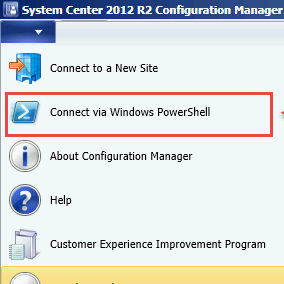 System Center 2012 R2 Configuration Manager
Connect to a New Site
Connect via Windows PowerShell
About Configuration Manager
Help
Customer Experience Improvement Program